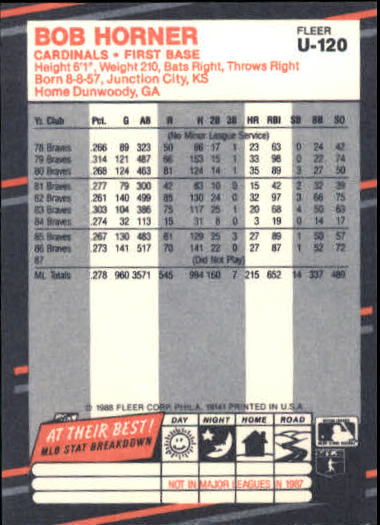 BOB HORNER
FLEER
U-120
CARDINALS • FIRST BASE
Height 6'1", Weight 210, Bats Right, Throws Right
Born 8-8-57, Junction City, KS
Home Dunwoody, GA
Yr. Club Pct. G AB R H 2B 3B HR RBI SB BB SO
(No Minor League Service)
78 Braves .266 89 323 50 86 17 1 23 63 0 24 42
79 Braves .314 121 487 66 153 15 1 33 98 0 22 74
80 Braves .268 124 463 81 124 14 1 35 89 3 27 50
81 Braves .277 79 300 42 83 10 0 15 42 2 32 39
82 Braves .261 140 499 85 130 24 0 32 97 3 66 75
83 Braves .303 104 386 75 117 25 1 20 68 4 50 63
84 Braves .274 32 113 15 31 8 0 3 19 0 14 17
85 Braves .267 130 483 61 129 25 3 27 89 1 50 57
86 Braves .273 141 517 70 141 22 0 27 87 1 52 72
87 (Did Not Play)
ML Totals .278 960 3571 545 994 160 7 215 652 14 337 489
© 1988 FLEER CORP. PHILA. 19141 PRINTED IN U.S.A.
AT THEIR BEST!
MLB STAT BREAKDOWN
DAY NIGHT HOME ROAD
NOT IN MAJOR LEAGUES IN 1987